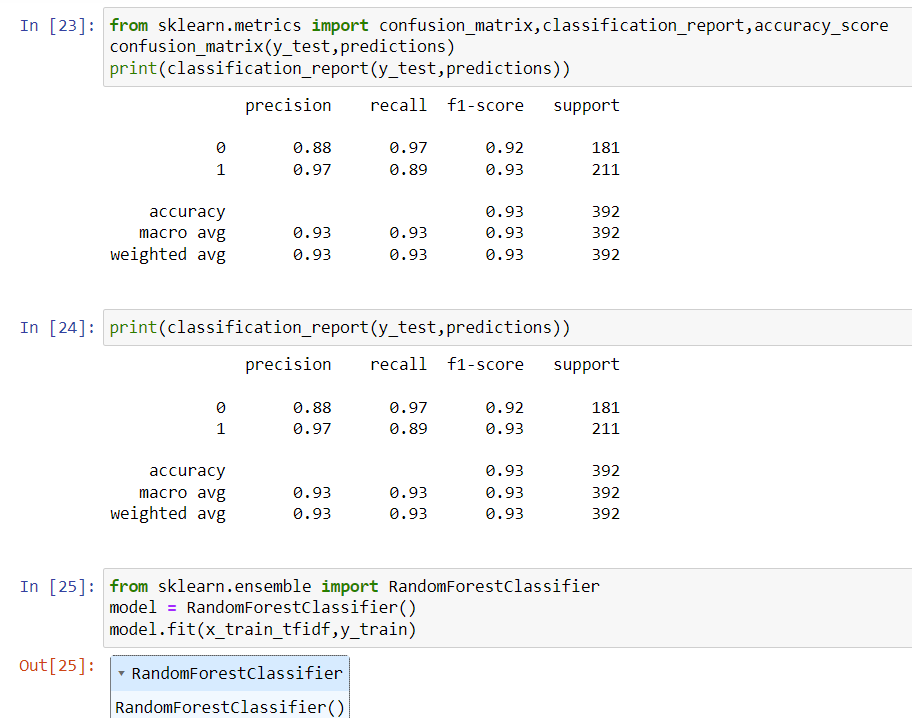 In [23]: from sklearn.metrics import confusion_matrix,classification_report,accuracy_score
confusion_matrix(y_test,predictions)
print(classification_report(y_test,predictions))
precision recall f1-score support
0 0.88 0.97 0.92 181
1 0.97 0.89 0.93 211
accuracy 0.93 392
macro avg 0.93 0.93 0.93 392
weighted avg 0.93 0.93 0.93 392
In [24]: print(classification_report(y_test,predictions))
precision recall f1-score support
0 0.88 0.97 0.92 181
1 0.97 0.89 0.93 211
accuracy 0.93 392
macro avg 0.93 0.93 0.93 392
weighted avg 0.93 0.93 0.93 392
In [25]: from sklearn.ensemble import RandomForestClassifier
model = RandomForestClassifier()
model.fit(x_train_tfidf,y_train)
Out[25]: ▾ RandomForestClassifier
RandomForestClassifier()